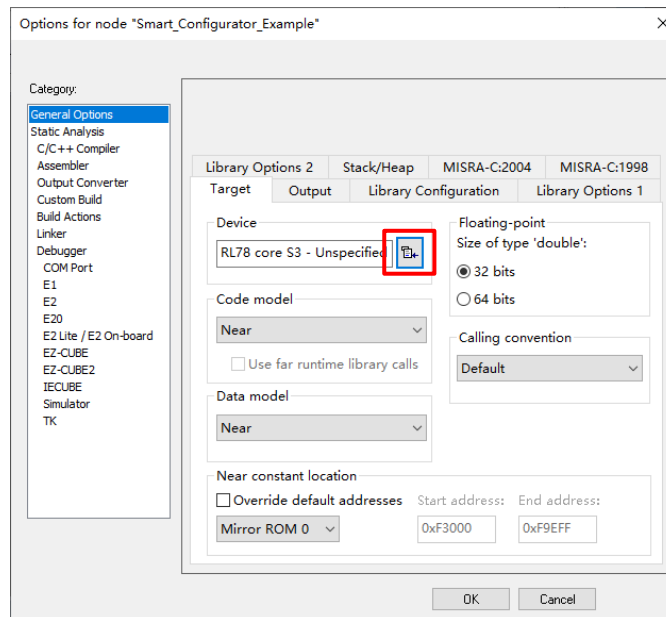 Options for node "Smart_Configurator_Example"
Category:
General Options
Static Analysis
C/C++ Compiler
Assembler
Output Converter
Custom Build
Build Actions
Linker
Debugger
COM Port
E1
E2
E20
E2 Lite / E2 On-board
EZ-CUBE
EZ-CUBE2
IECUBE
Simulator
TK
Library Options 2 Stack/Heap MISRA-C:2004 MISRA-C:1998
Target Output Library Configuration Library Options 1
Device
RL78 core S3 - Unspecified
Floating-point
Size of type 'double':
32 bits
64 bits
Code model
Near
Use far runtime library calls
Calling convention
Default
Data model
Near
Near constant location
Override default addresses Start address: End address:
Mirror ROM 0 0xF3000 0xF9EFF
OK Cancel